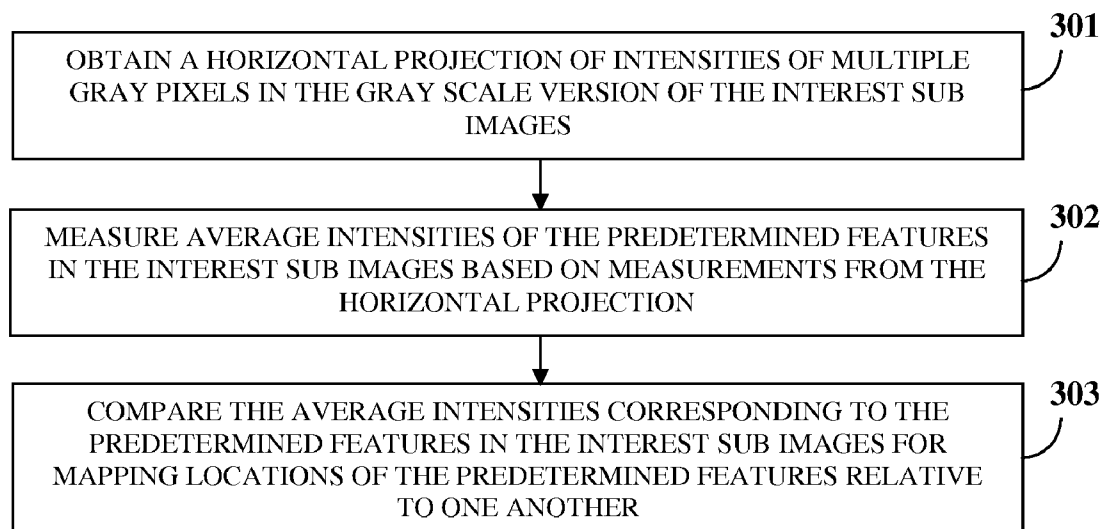 301
OBTAIN A HORIZONTAL PROJECTION OF INTENSITIES OF MULTIPLE
GRAY PIXELS IN THE GRAY SCALE VERSION OF THE INTEREST SUB
IMAGES
302
MEASURE AVERAGE INTENSITIES OF THE PREDETERMINED FEATURES
IN THE INTEREST SUB IMAGES BASED ON MEASUREMENTS FROM THE
HORIZONTAL PROJECTION
303
COMPARE THE AVERAGE INTENSITIES CORRESPONDING TO THE
PREDETERMINED FEATURES IN THE INTEREST SUB IMAGES FOR
MAPPING LOCATIONS OF THE PREDETERMINED FEATURES RELATIVE
TO ONE ANOTHER